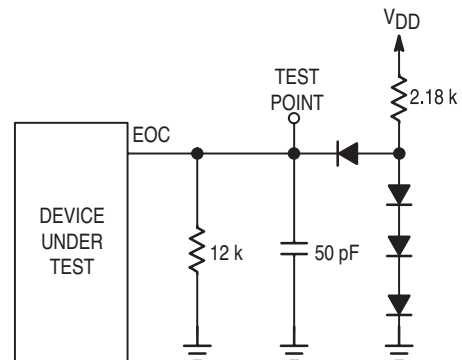 VDD
TEST
POINT
2.18 k
EOC
DEVICE
UNDER
TEST
12 k
50 pF